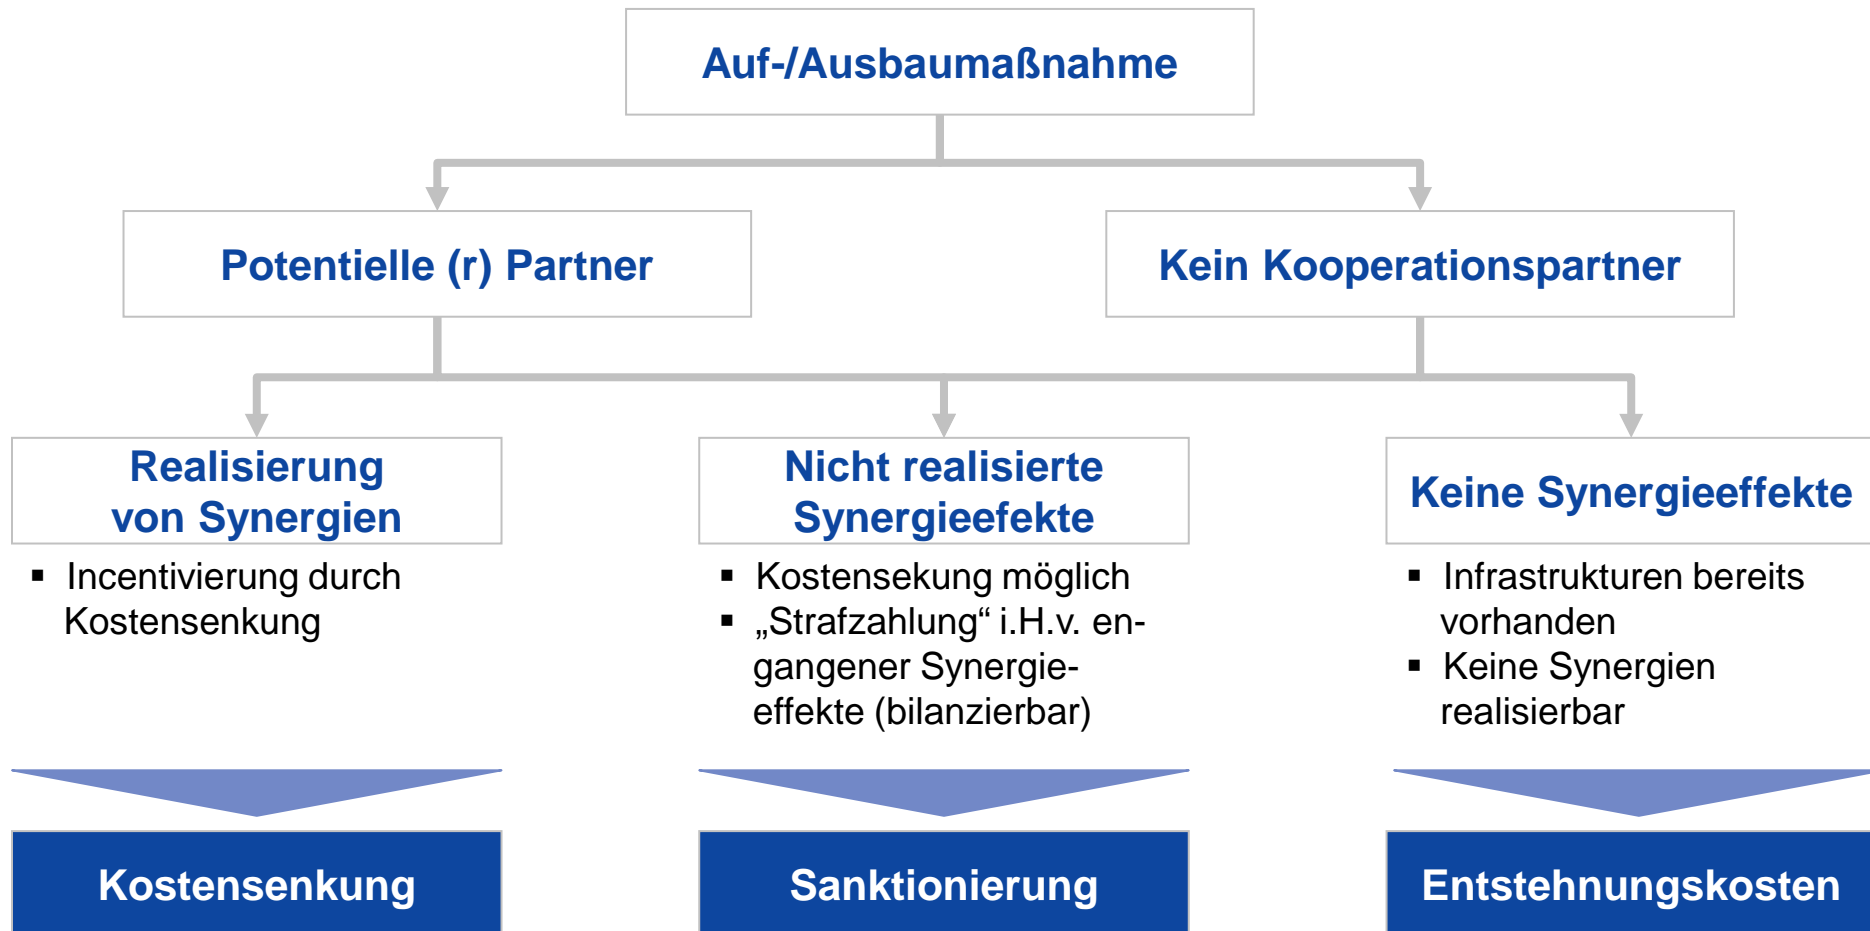 Auf-/Ausbaumaßnahme
Potentielle (r) Partner
Kein Kooperationspartner
Realisierung
von Synergien
▪ Incentivierung durch
Kostensenkung
Kostensenkung
Nicht realisierte
Synergieefekte
▪ Kostensekung möglich
▪ „Strafzahlung“ i.H.v. en-
gangener Synergie-
effekte (bilanzierbar)
Sanktionierung
Keine Synergieeffekte
▪ Infrastrukturen bereits
vorhanden
▪ Keine Synergien
realisierbar
Entstehnungskosten